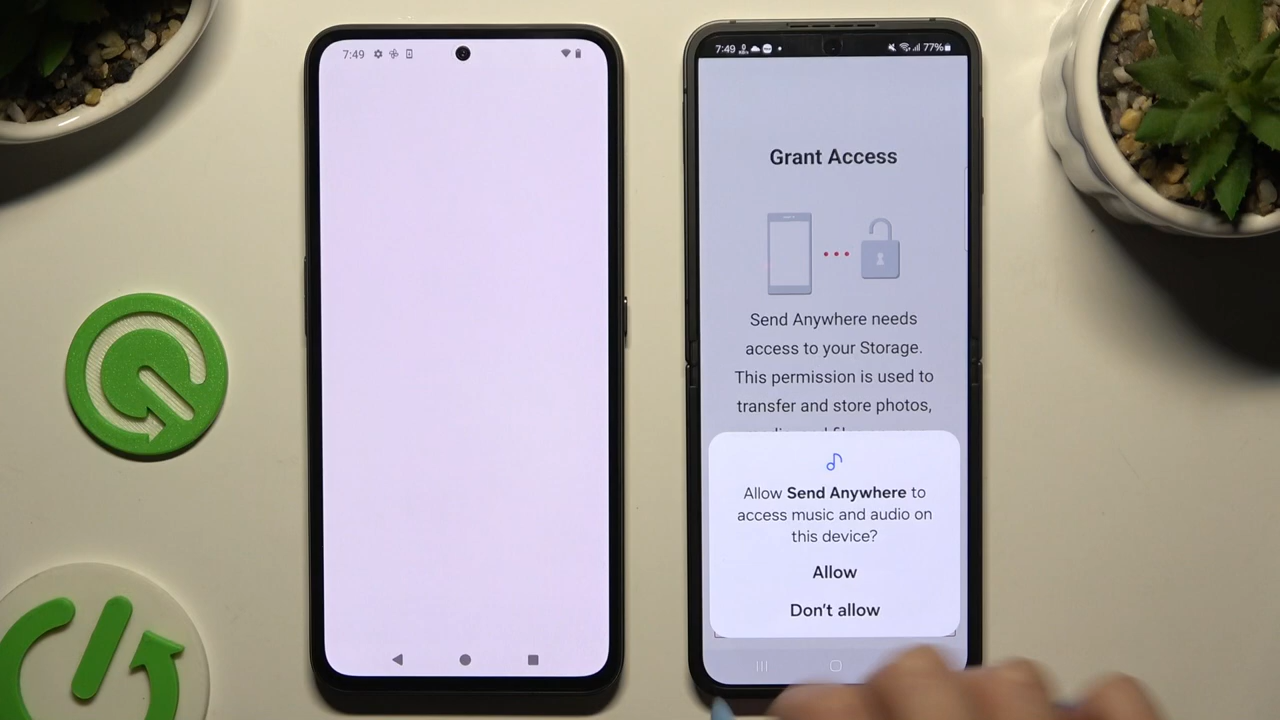 7:49
7:49
77%
Grant Access
Send Anywhere needs
access to your Storage.
This permission is used to
transfer and store photos,
Allow Send Anywhere to
access music and audio on
this device?
Allow
Don't allow